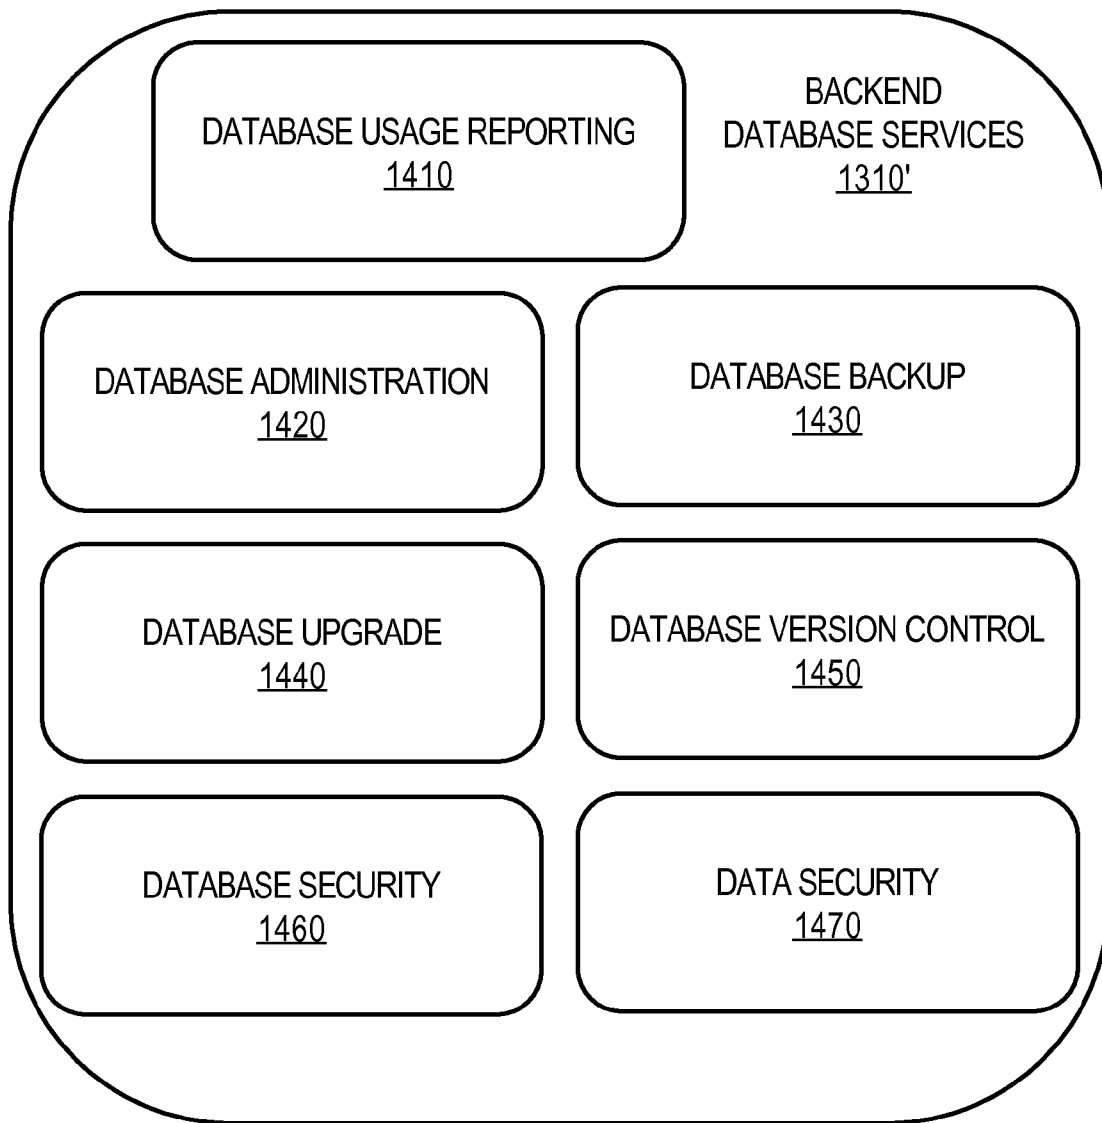 DATABASE USAGE REPORTING
1410
BACKEND
DATABASE SERVICES
1310'
DATABASE ADMINISTRATION
1420
DATABASE BACKUP
1430
DATABASE UPGRADE
1440
DATABASE VERSION CONTROL
1450
DATABASE SECURITY
1460
DATA SECURITY
1470